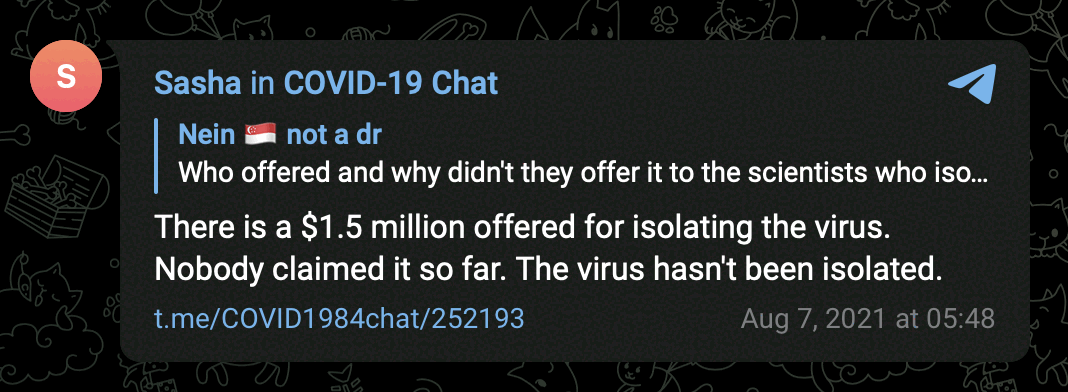 S
Sasha in COVID-19 Chat
Nein 🇸🇬 not a dr
Who offered and why didn't they offer it to the scientists who iso...
There is a $1.5 million offered for isolating the virus.
Nobody claimed it so far. The virus hasn't been isolated.
t.me/COVID1984chat/252193
Aug 7, 2021 at 05:48